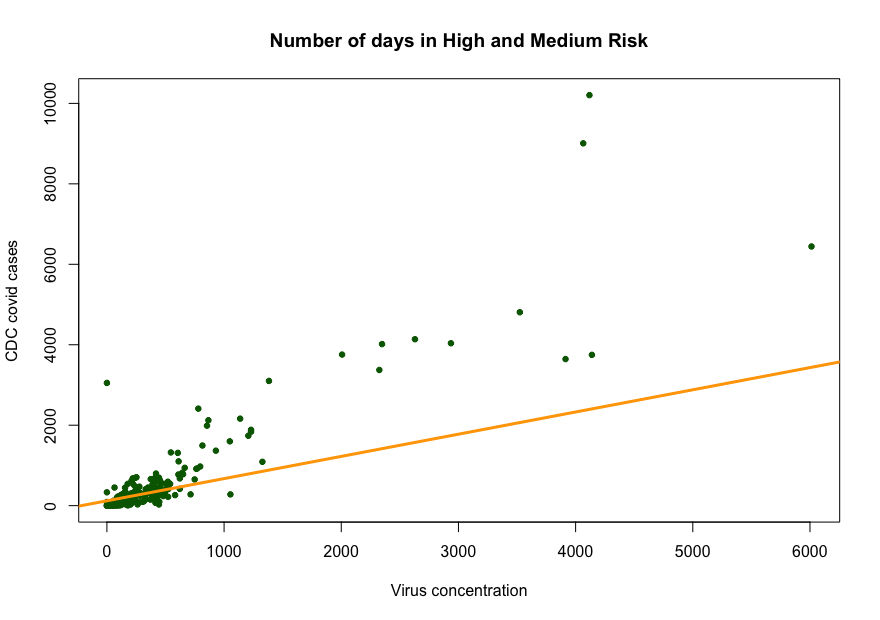 Number of days in High and Medium Risk
10000
8000
6000
4000
2000
0
CDC covid cases
0 1000 2000 3000 4000 5000 6000
Virus concentration